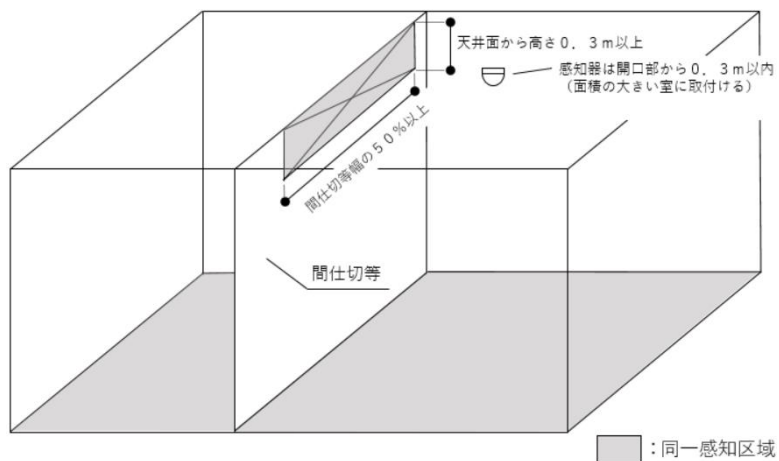 天井面から高さ０．３ｍ以上
感知器は開口部から０．３ｍ以内
（面積の大きい室に取付ける）
間仕切等幅の５０％以上
間仕切等
：同一感知区域